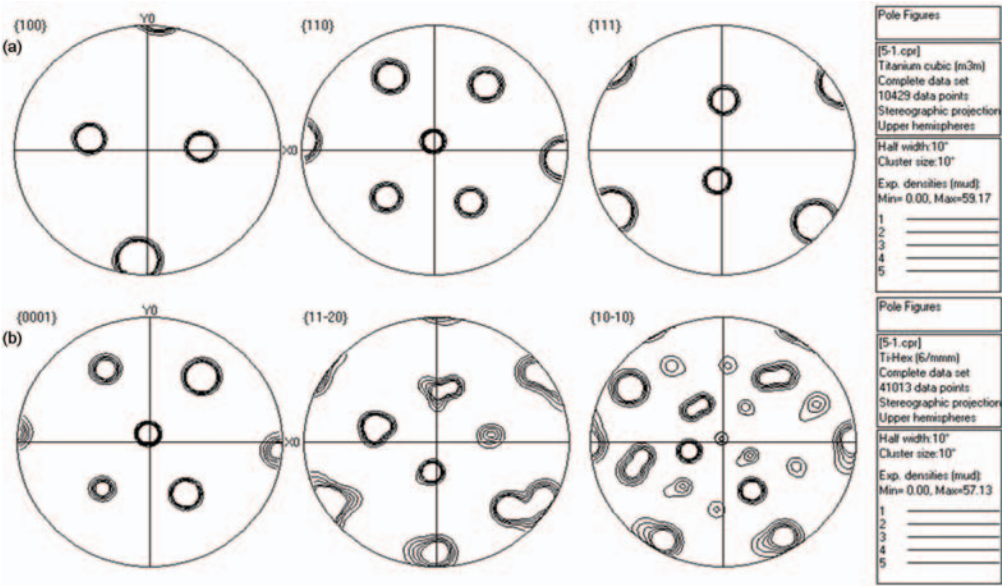 {100}
Y0
{110}
{111}
(a)
X0
Pole Figures
[5-1.cpr]
Titanium cubic (m3m)
Complete data set
10429 data points
Stereographic projection
Upper hemispheres
Half width:10°
Cluster size:10°
Exp. densities (mud):
Min= 0.00, Max=59.17
1
2
3
4
5
{0001}
Y0
{11-20}
{10-10}
(b)
X0
Pole Figures
[5-1.cpr]
Ti-Hex (6/mmm)
Complete data set
41013 data points
Stereographic projection
Upper hemispheres
Half width:10°
Cluster size:10°
Exp. densities (mud):
Min= 0.00, Max=57.13
1
2
3
4
5